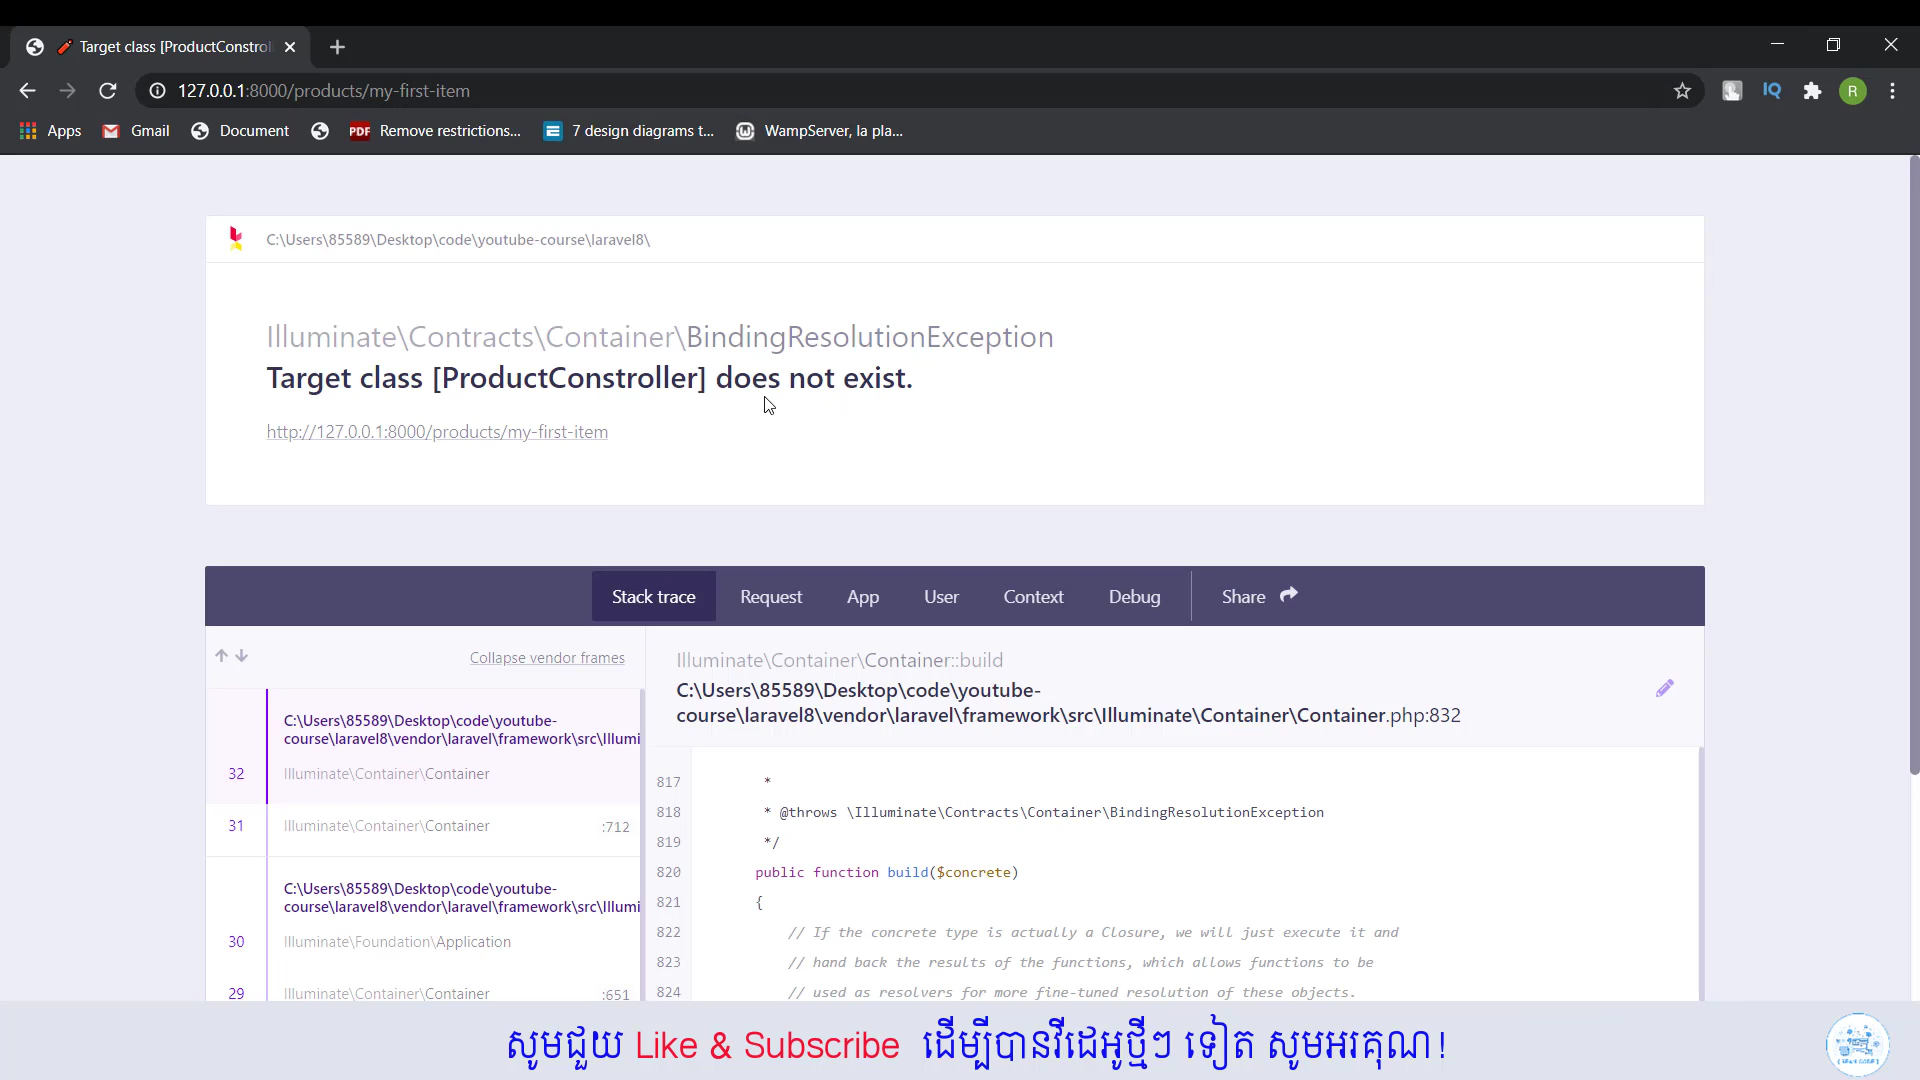 Target class [ProductConstroll
127.0.0.1:8000/products/my-first-item
Apps Gmail Document Remove restrictions... 7 design diagrams t... WampServer, la pla...
IQ
R
PDF
C:\Users\85589\Desktop\code\youtube-course\laravel8\
Illuminate\Contracts\Container\BindingResolutionException
Target class [ProductConstroller] does not exist.
http://127.0.0.1:8000/products/my-first-item
Stack trace Request App User Context Debug Share
Collapse vendor frames
C:\Users\85589\Desktop\code\youtube-
course\laravel8\vendor\laravel\framework\src\Illumi
32 Illuminate\Container\Container
31 Illuminate\Container\Container :712
C:\Users\85589\Desktop\code\youtube-
course\laravel8\vendor\laravel\framework\src\Illumi
30 Illuminate\Foundation\Application
29 Illuminate\Container\Container :651
Illuminate\Container\Container::build
C:\Users\85589\Desktop\code\youtube-
course\laravel8\vendor\laravel\framework\src\Illuminate\Container\Container.php:832
817 *
818 * @throws \Illuminate\Contracts\Container\BindingResolutionException
819 */
820 public function build($concrete)
821 {
822 // If the concrete type is actually a Closure, we will just execute it and
823 // hand back the results of the functions, which allows functions to be
824 // used as resolvers for more fine-tuned resolution of these objects.
សូមជួយ Like & Subscribe ដើម្បីបានវីដេអូថ្មីៗ ទៀត សូមអរគុណ!